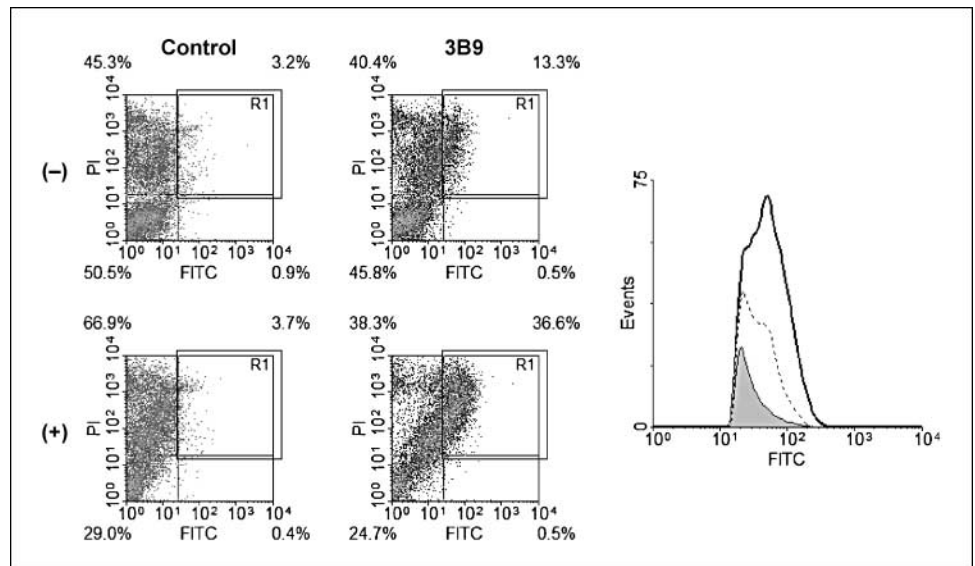 Control
3B9
45.3% 3.2% 40.4% 13.3%
(–)
PI
10⁴
10³
10²
10¹
10⁰
R1
10⁰ 10¹ 10² 10³ 10⁴
50.5% FITC 0.9%
PI
10⁴
10³
10²
10¹
10⁰
R1
10⁰ 10¹ 10² 10³ 10⁴
45.8% FITC 0.5%
66.9% 3.7% 38.3% 36.6%
(+)
PI
10⁴
10³
10²
10¹
10⁰
R1
10⁰ 10¹ 10² 10³ 10⁴
29.0% FITC 0.4%
PI
10⁴
10³
10²
10¹
10⁰
R1
10⁰ 10¹ 10² 10³ 10⁴
24.7% FITC 0.5%
75
Events
0
10⁰ 10¹ 10² 10³ 10⁴
FITC